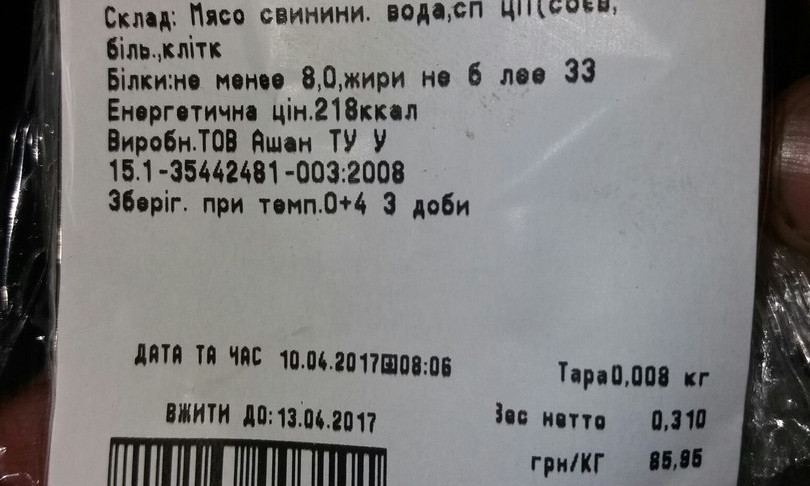 Склад: Мясо свинини. вода,сп ЦП(соєв,
біль.,клітк
Білки:не менее 8,0,жири не б лее 33
Енергетична цін.218ккал
Виробн.ТОВ Ашан ТУ У
15.1-35442481-003:2008
Зберіг. при темп.0+4 3 доби
ДАТА ТА ЧАС 10.04.2017 08:06
Тара0,008 кг
ВЖИТИ ДО:13.04.2017
Вес нетто 0,310
грн/КГ 85,95